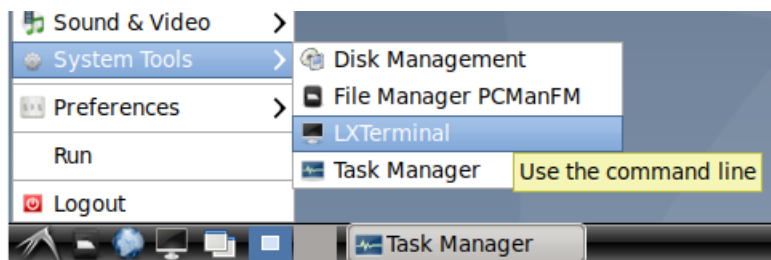 Sound & Video
System Tools
Preferences
Run
Logout
Disk Management
File Manager PCManFM
LXTerminal
Task Manager
Use the command line
Task Manager